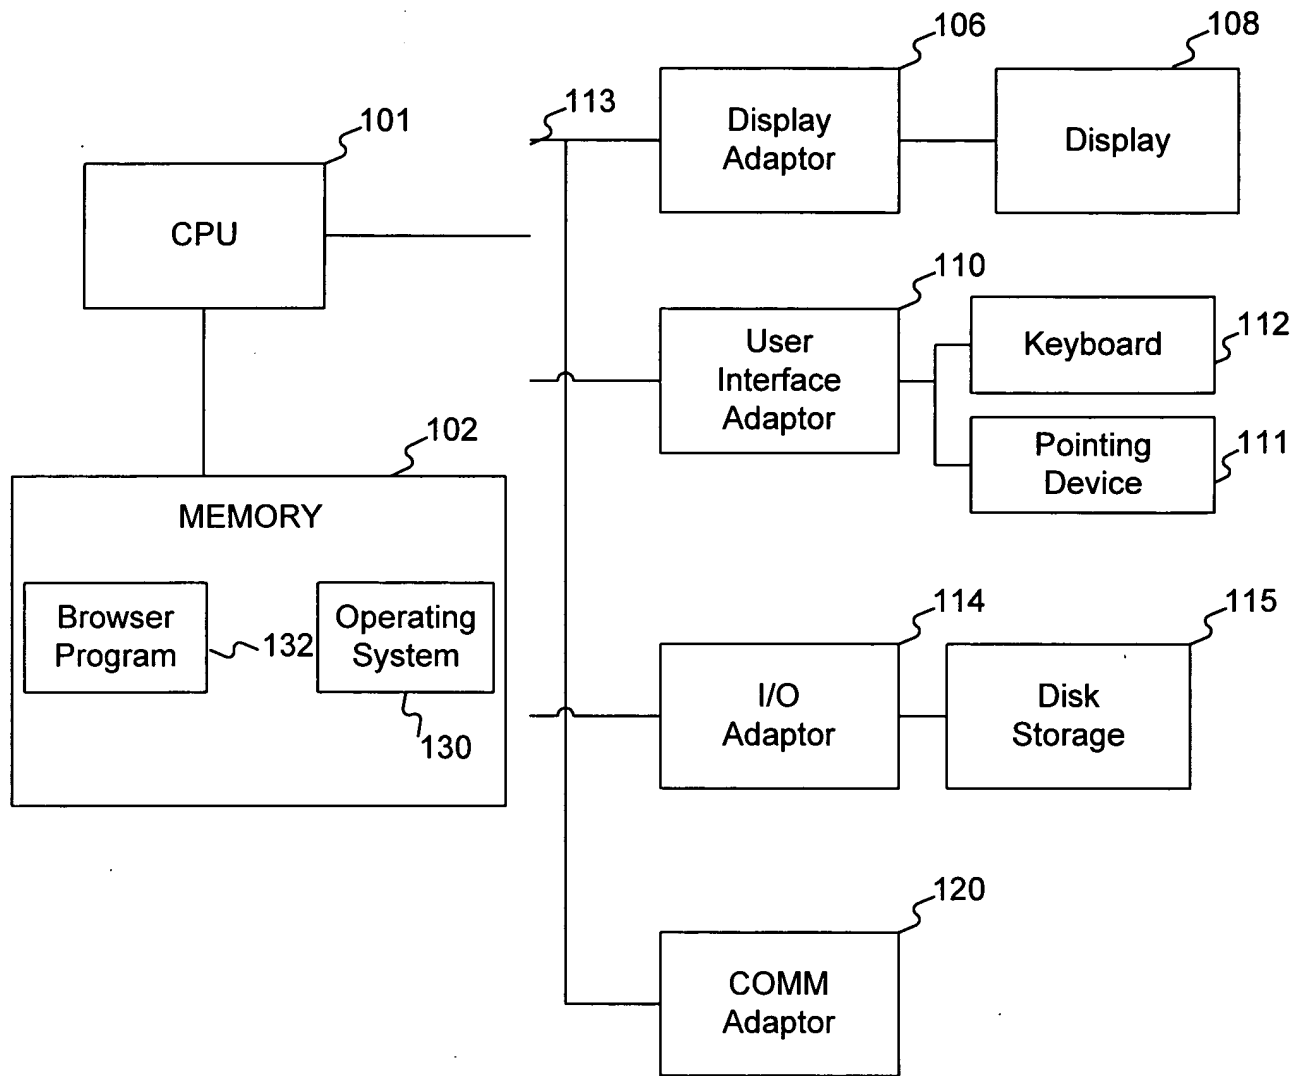 106
108
113
101
Display
Adaptor
Display
CPU
110
112
User
Interface
Adaptor
Keyboard
102
111
Pointing
Device
MEMORY
114
115
Browser
Program
132
Operating
System
130
I/O
Adaptor
Disk
Storage
120
COMM
Adaptor